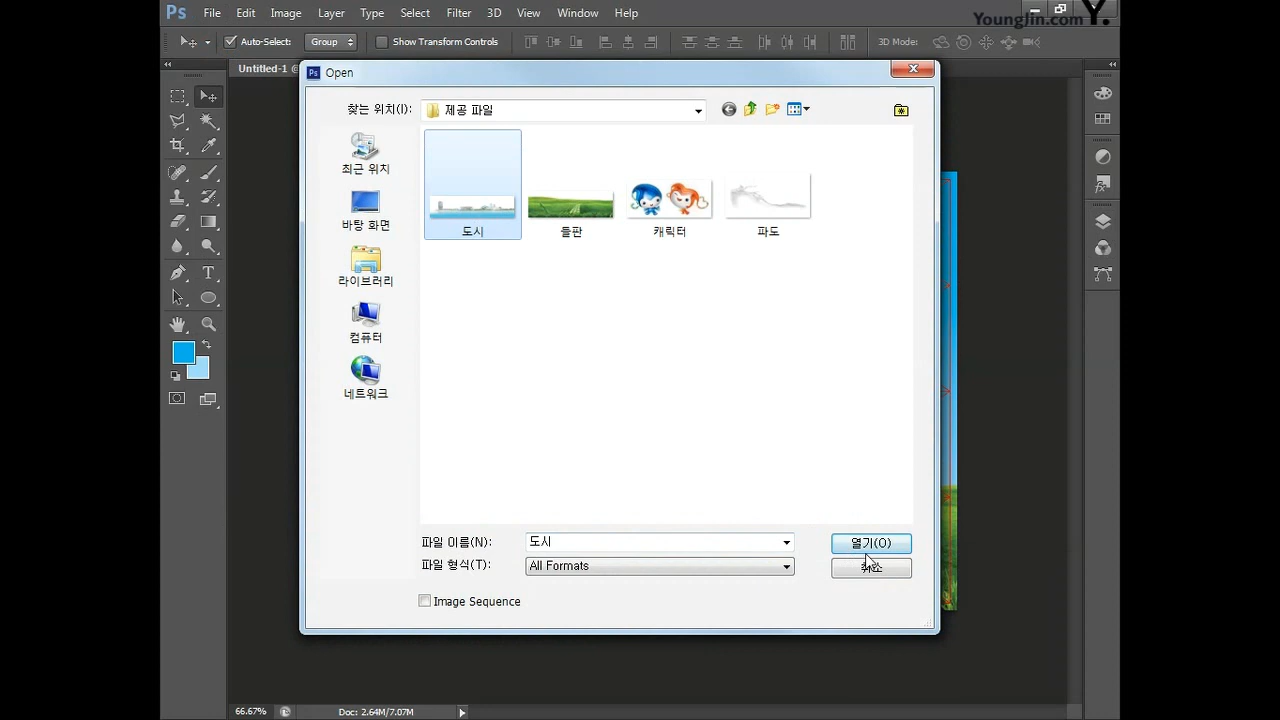 Ps File Edit Image Layer Type Select Filter 3D View Window Help
YoungJin.com Y.
Auto-Select: Group Show Transform Controls 3D Mode:
Untitled-1 @
Ps Open
찾는 위치(I): 제공 파일
최근 위치
바탕 화면
라이브러리
컴퓨터
네트워크
도시 들판 캐릭터 파도
파일 이름(N): 도시 열기(O)
파일 형식(T): All Formats 취소
Image Sequence
66.67% Doc: 2.64M/7.07M